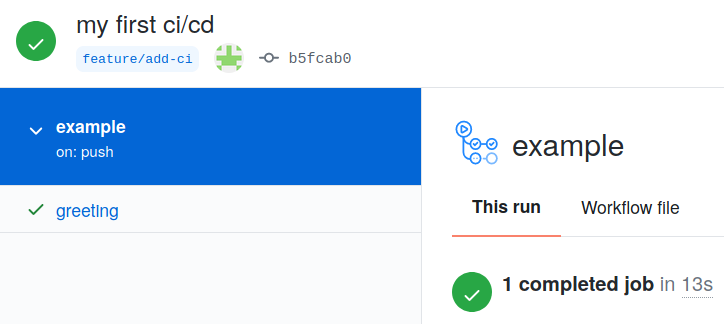 my first ci/cd
feature/add-ci b5fcab0
example
on: push
greeting
example
This run Workflow file
1 completed job in 13s